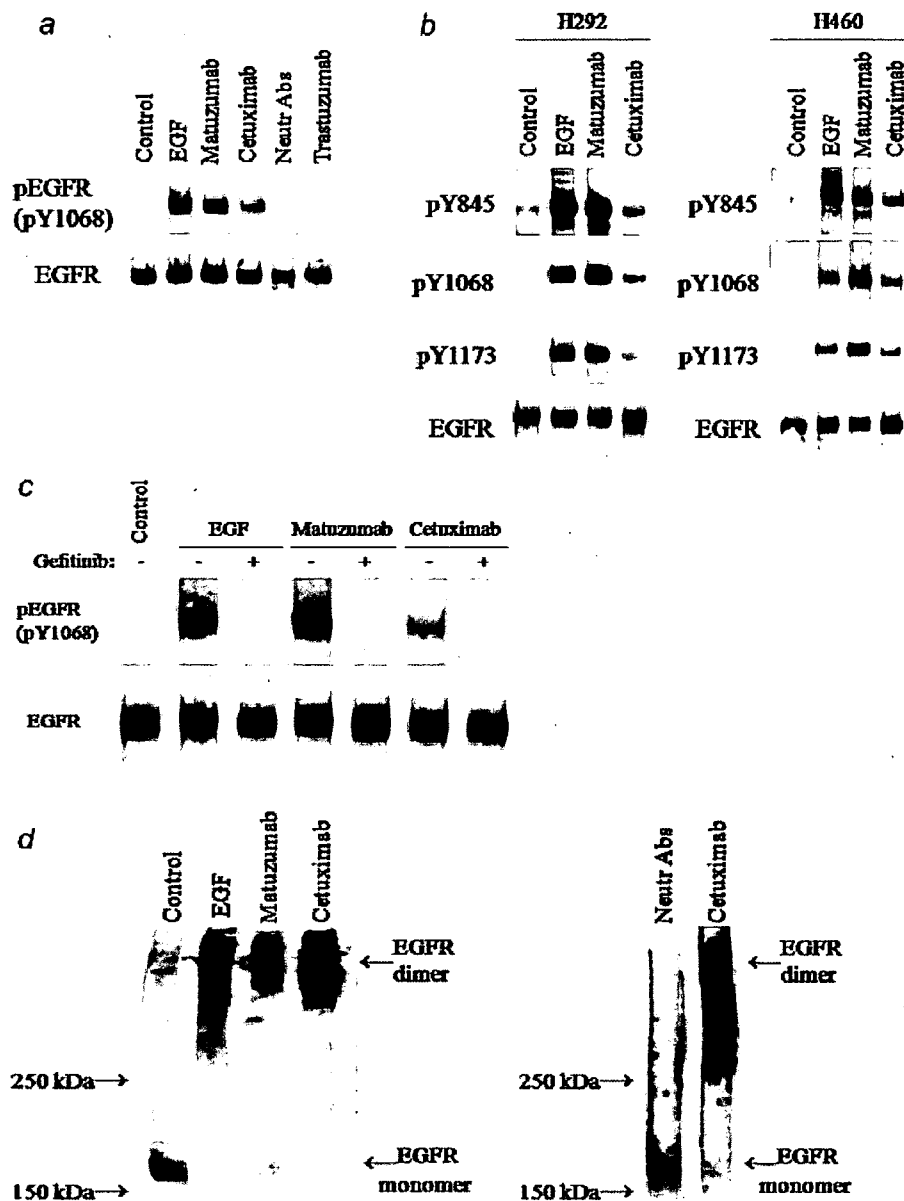 a
Control
EGF
Matuzumab
Cetuximab
Neutr Abs
Trastuzumab
pEGFR
(pY1068)
EGFR
b
H292
Control
EGF
Matuzumab
Cetuximab
pY845
pY1068
pY1173
EGFR
H460
Control
EGF
Matuzumab
Cetuximab
pY845
pY1068
pY1173
EGFR
c
Control
EGF
Matuzumab
Cetuximab
Gefitinib: - - + - + - +
pEGFR
(pY1068)
EGFR
d
Control
EGF
Matuzumab
Cetuximab
EGFR
dimer
250 kDa
EGFR
monomer
150 kDa
Neutr Abs
Cetuximab
EGFR
dimer
250 kDa
EGFR
monomer
150 kDa